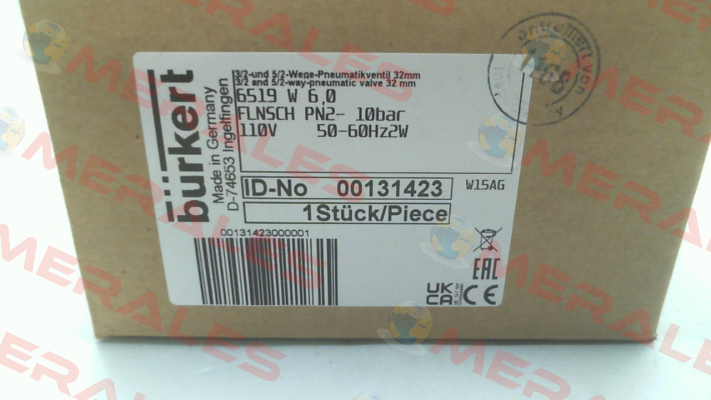 bürkert
Made in Germany
D-74653 Ingelfingen
3/2-und 5/2-Wege-Pneumatikventil 32mm
3/2 and 5/2-way-pneumatic valve 32 mm
6519 W 6,0
FLNSCH PN2- 10bar
110V 50-60Hz2W
ID-No 00131423
W15AG
1Stück/Piece
00131423000001
EAC
UK
CA
CE
MERALES
MERALES
MERALES
MERALES